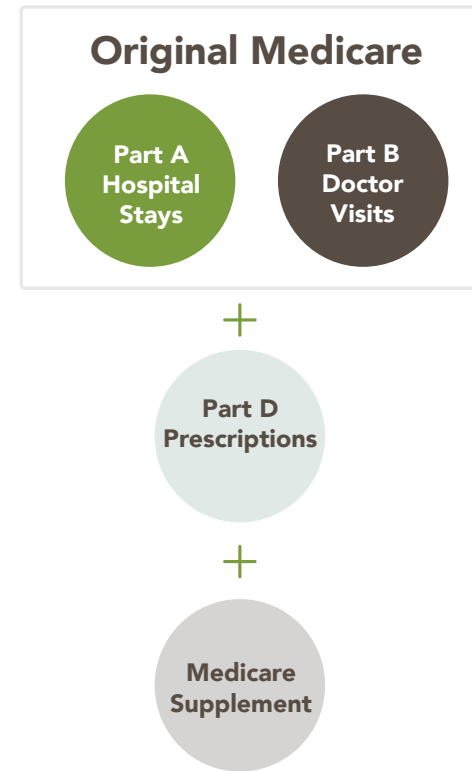 Original Medicare
Part A
Hospital
Stays
Part B
Doctor
Visits
+
Part D
Prescriptions
+
Medicare
Supplement